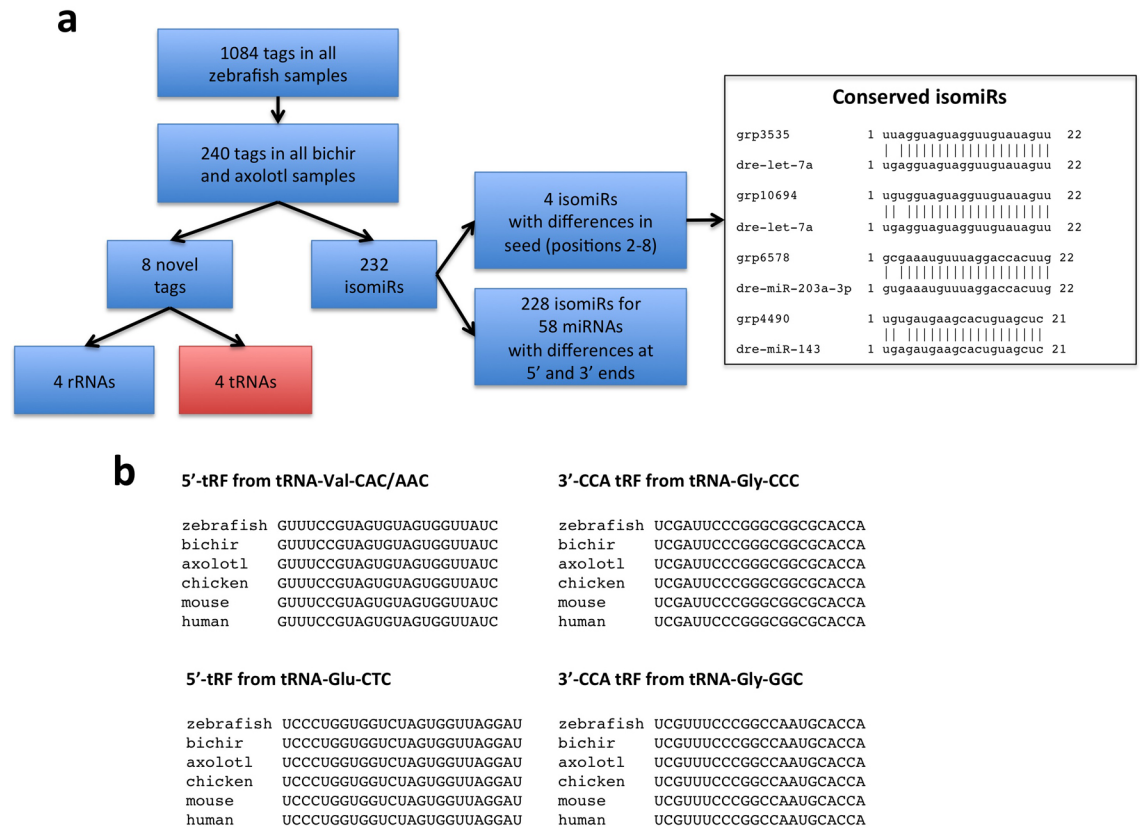 a
1084 tags in all
zebrafish samples
240 tags in all bichir
and axolotl samples
8 novel
tags
232
isomiRs
4 rRNAs
4 tRNAs
4 isomiRs
with differences in
seed (positions 2-8)
228 isomiRs for
58 miRNAs
with differences at
5’ and 3’ ends
Conserved isomiRs
grp3535 1 uuagguaguagguuguauaguu 22
| ||||||||||||||||||||
dre-let-7a 1 ugagguaguagguuguauaguu 22
grp10694 1 ugugguaguagguuguauaguu 22
|| |||||||||||||||||||
dre-let-7a 1 ugagguaguagguuguauaguu 22
grp6578 1 gcgaaauguuuaggaccacuug 22
| ||||||||||||||||||||
dre-miR-203a-3p 1 gugaaauguuuaggaccacuug 22
grp4490 1 ugugaugaagcacuguagcuc 21
|| ||||||||||||||||||
dre-miR-143 1 ugagaugaagcacuguagcuc 21
b
5’-tRF from tRNA-Val-CAC/AAC
zebrafish GUUUCCGUAGUGUAGUGGUUAUC
bichir GUUUCCGUAGUGUAGUGGUUAUC
axolotl GUUUCCGUAGUGUAGUGGUUAUC
chicken GUUUCCGUAGUGUAGUGGUUAUC
mouse GUUUCCGUAGUGUAGUGGUUAUC
human GUUUCCGUAGUGUAGUGGUUAUC
3’-CCA tRF from tRNA-Gly-CCC
zebrafish UCGAUUCCCGGGCGGCGCACCA
bichir UCGAUUCCCGGGCGGCGCACCA
axolotl UCGAUUCCCGGGCGGCGCACCA
chicken UCGAUUCCCGGGCGGCGCACCA
mouse UCGAUUCCCGGGCGGCGCACCA
human UCGAUUCCCGGGCGGCGCACCA
5’-tRF from tRNA-Glu-CTC
zebrafish UCCCUGGUGGUCUAGUGGUUAGGAU
bichir UCCCUGGUGGUCUAGUGGUUAGGAU
axolotl UCCCUGGUGGUCUAGUGGUUAGGAU
chicken UCCCUGGUGGUCUAGUGGUUAGGAU
mouse UCCCUGGUGGUCUAGUGGUUAGGAU
human UCCCUGGUGGUCUAGUGGUUAGGAU
3’-CCA tRF from tRNA-Gly-GGC
zebrafish UCGUUUCCCGGCCAAUGCACCA
bichir UCGUUUCCCGGCCAAUGCACCA
axolotl UCGUUUCCCGGCCAAUGCACCA
chicken UCGUUUCCCGGCCAAUGCACCA
mouse UCGUUUCCCGGCCAAUGCACCA
human UCGUUUCCCGGCCAAUGCACCA